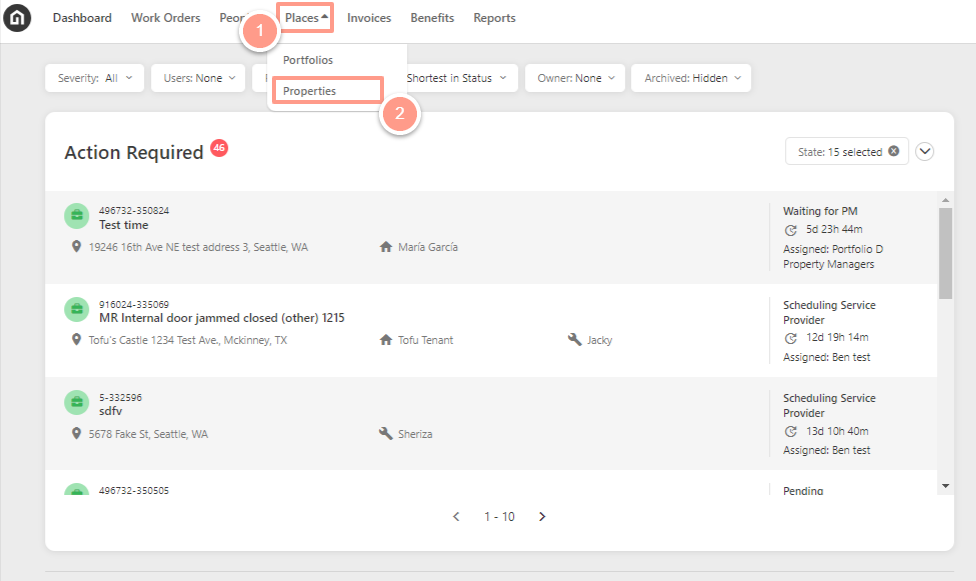 Dashboard Work Orders Places Invoices Benefits Reports
1
Portfolios
Properties
2
Severity: All Users: None Shortest in Status Owner: None Archived: Hidden
Action Required 46
State: 15 selected
496732-350824
Test time
19246 16th Ave NE test address 3, Seattle, WA María García
Waiting for PM
5d 23h 44m
Assigned: Portfolio D
Property Managers
916024-335069
MR Internal door jammed closed (other) 1215
Tofu's Castle 1234 Test Ave., Mckinney, TX Tofu Tenant Jacky
Scheduling Service
Provider
12d 19h 14m
Assigned: Ben test
5-332596
sdfv
5678 Fake St, Seattle, WA Sheriza
Scheduling Service
Provider
13d 10h 40m
Assigned: Ben test
496732-350505
Pending
1 - 10